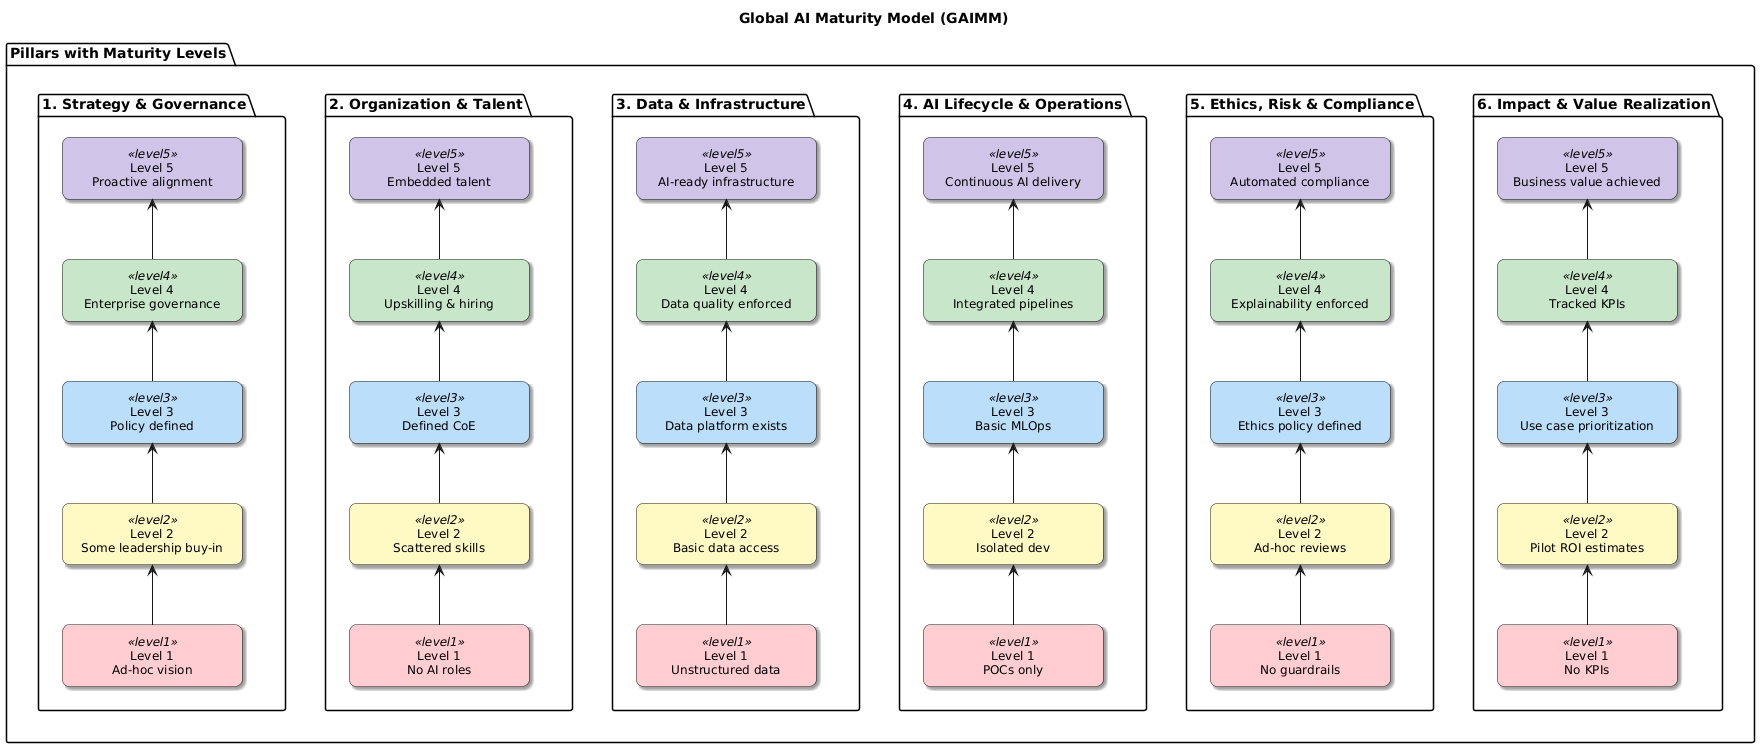 Global AI Maturity Model (GAIMM)
Pillars with Maturity Levels
1. Strategy & Governance
«level5»
Level 5
Proactive alignment
«level4»
Level 4
Enterprise governance
«level3»
Level 3
Policy defined
«level2»
Level 2
Some leadership buy-in
«level1»
Level 1
Ad-hoc vision
2. Organization & Talent
«level5»
Level 5
Embedded talent
«level4»
Level 4
Upskilling & hiring
«level3»
Level 3
Defined CoE
«level2»
Level 2
Scattered skills
«level1»
Level 1
No AI roles
3. Data & Infrastructure
«level5»
Level 5
AI-ready infrastructure
«level4»
Level 4
Data quality enforced
«level3»
Level 3
Data platform exists
«level2»
Level 2
Basic data access
«level1»
Level 1
Unstructured data
4. AI Lifecycle & Operations
«level5»
Level 5
Continuous AI delivery
«level4»
Level 4
Integrated pipelines
«level3»
Level 3
Basic MLOps
«level2»
Level 2
Isolated dev
«level1»
Level 1
POCs only
5. Ethics, Risk & Compliance
«level5»
Level 5
Automated compliance
«level4»
Level 4
Explainability enforced
«level3»
Level 3
Ethics policy defined
«level2»
Level 2
Ad-hoc reviews
«level1»
Level 1
No guardrails
6. Impact & Value Realization
«level5»
Level 5
Business value achieved
«level4»
Level 4
Tracked KPIs
«level3»
Level 3
Use case prioritization
«level2»
Level 2
Pilot ROI estimates
«level1»
Level 1
No KPIs